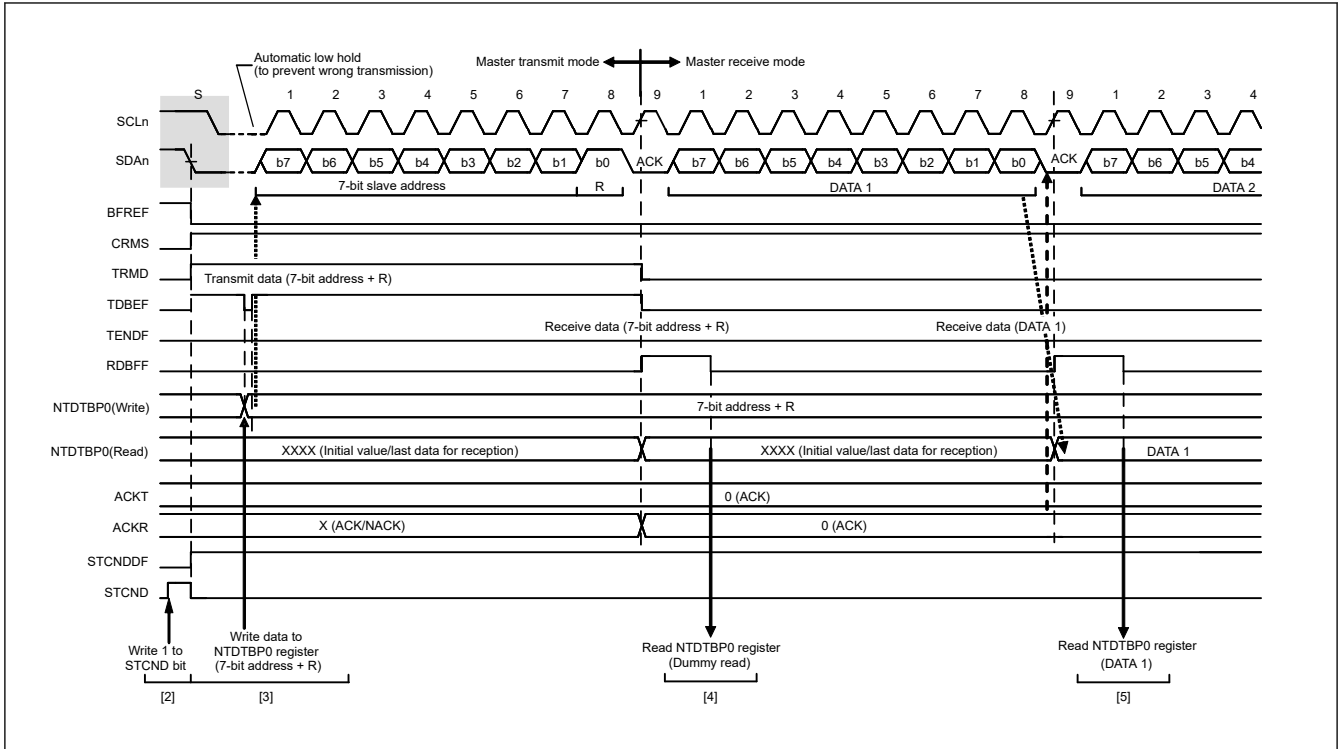 Automatic low hold
(to prevent wrong transmission)
Master transmit mode
Master receive mode
S 1 2 3 4 5 6 7 8 9 1 2 3 4 5 6 7 8 9 1 2 3 4
SCLn
SDAn b7 b6 b5 b4 b3 b2 b1 b0 ACK b7 b6 b5 b4 b3 b2 b1 b0 ACK b7 b6 b5 b4
7-bit slave address R DATA 1 DATA 2
BFREF
CRMS
TRMD Transmit data (7-bit address + R)
TDBEF
TENDF Receive data (7-bit address + R) Receive data (DATA 1)
RDBFF
NTDTBP0(Write) 7-bit address + R
NTDTBP0(Read) XXXX (Initial value/last data for reception) XXXX (Initial value/last data for reception) DATA 1
ACKT 0 (ACK)
ACKR X (ACK/NACK) 0 (ACK)
STCNDDF
STCND
Write 1 to
STCND bit
Write data to
NTDTBP0 register
(7-bit address + R)
Read NTDTBP0 register
(Dummy read)
Read NTDTBP0 register
(DATA 1)
[2] [3] [4] [5]